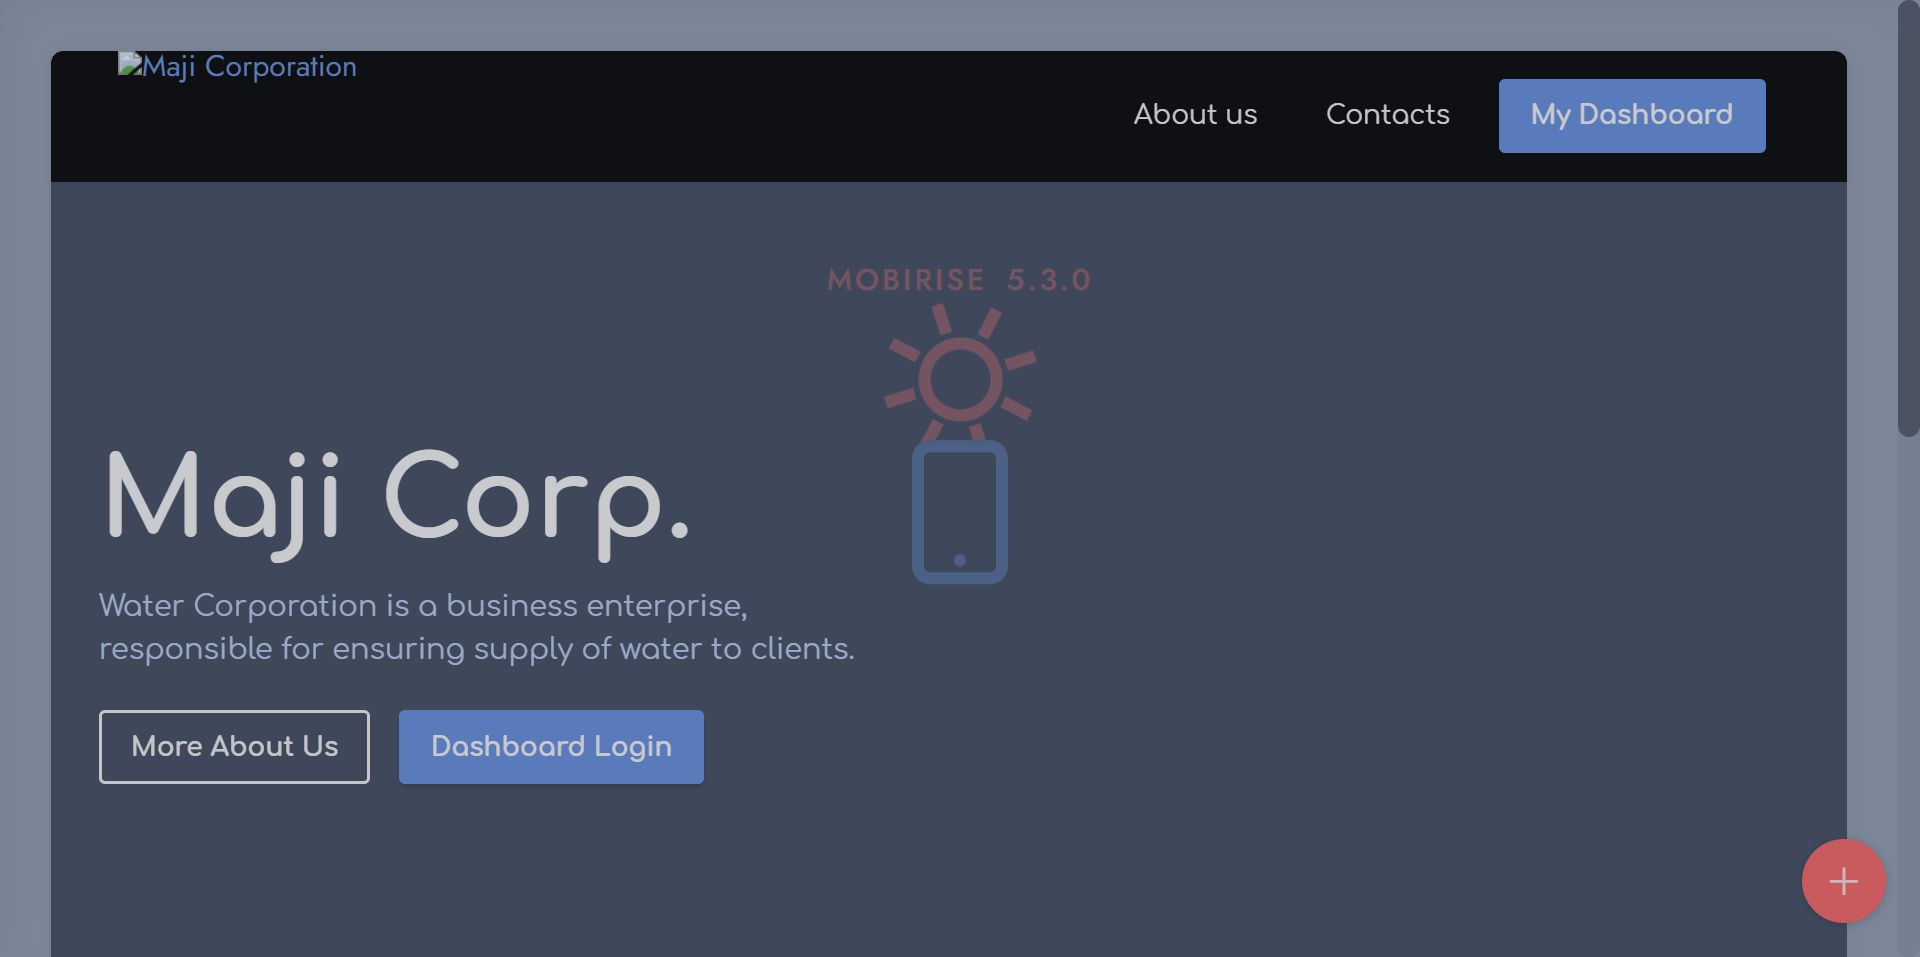 Maji Corporation
About us
Contacts
My Dashboard
MOBIRISE 5.3.0
Maji Corp.
Water Corporation is a business enterprise,
responsible for ensuring supply of water to clients.
More About Us
Dashboard Login